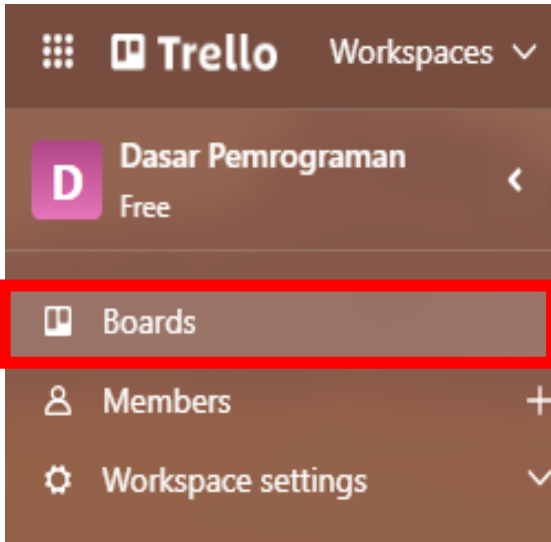 Trello Workspaces
D Dasar Pemrograman
Free
Boards
Members
Workspace settings